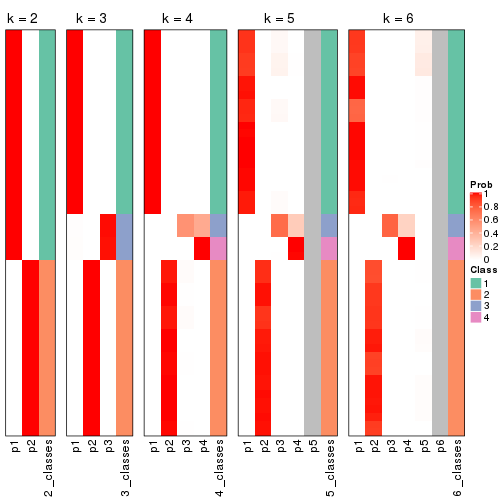 k = 2
k = 3
k = 4
k = 5
k = 6
Prob
1
0.8
0.6
0.4
0.2
0
Class
1
2
3
4
p1
p2
2_classes
p1
p2
p3
3_classes
p1
p2
p3
p4
4_classes
p1
p2
p3
p4
p5
5_classes
p1
p2
p3
p4
p5
p6
6_classes